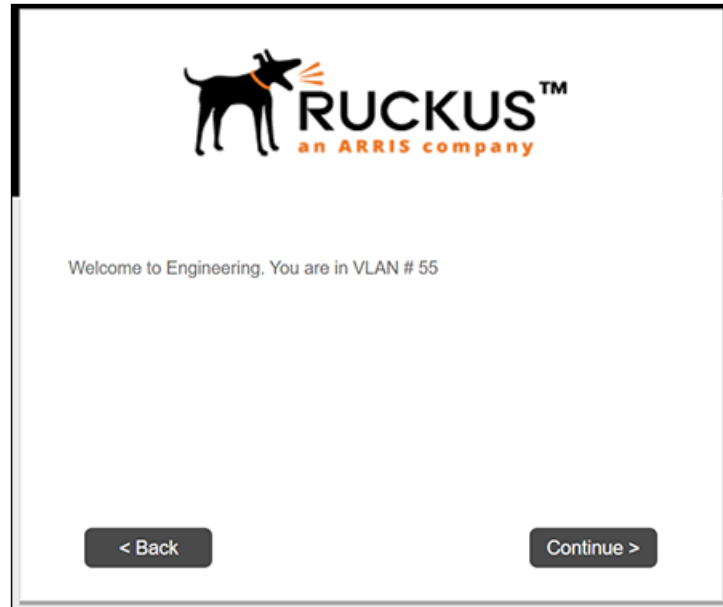 RUCKUS™
an ARRIS company
Welcome to Engineering. You are in VLAN # 55
< Back
Continue >